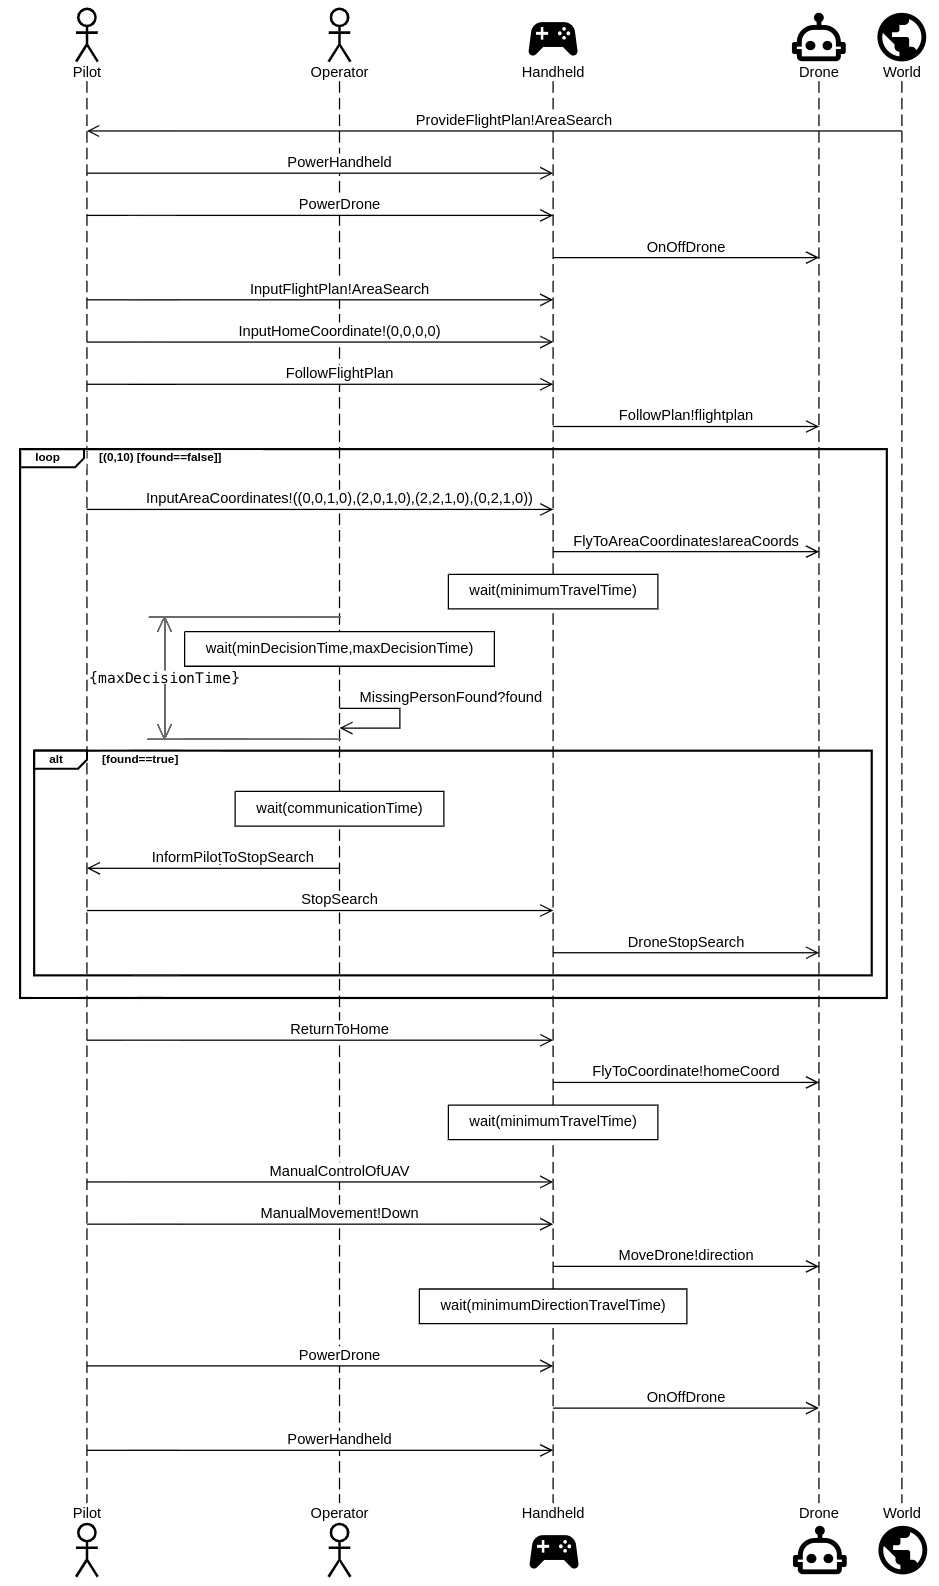 Pilot Operator Handheld Drone World
ProvideFlightPlan!AreaSearch
PowerHandheld
PowerDrone
OnOffDrone
InputFlightPlan!AreaSearch
InputHomeCoordinate!(0,0,0,0)
FollowFlightPlan
FollowPlan!flightplan
loop [(0,10) [found==false]]
InputAreaCoordinates!((0,0,1,0),(2,0,1,0),(2,2,1,0),(0,2,1,0))
FlyToAreaCoordinates!areaCoords
wait(minimumTravelTime)
wait(minDecisionTime,maxDecisionTime)
{maxDecisionTime}
MissingPersonFound?found
alt [found==true]
wait(communicationTime)
InformPilotToStopSearch
StopSearch
DroneStopSearch
ReturnToHome
FlyToCoordinate!homeCoord
wait(minimumTravelTime)
ManualControlOfUAV
ManualMovement!Down
MoveDrone!direction
wait(minimumDirectionTravelTime)
PowerDrone
OnOffDrone
PowerHandheld
Pilot Operator Handheld Drone World